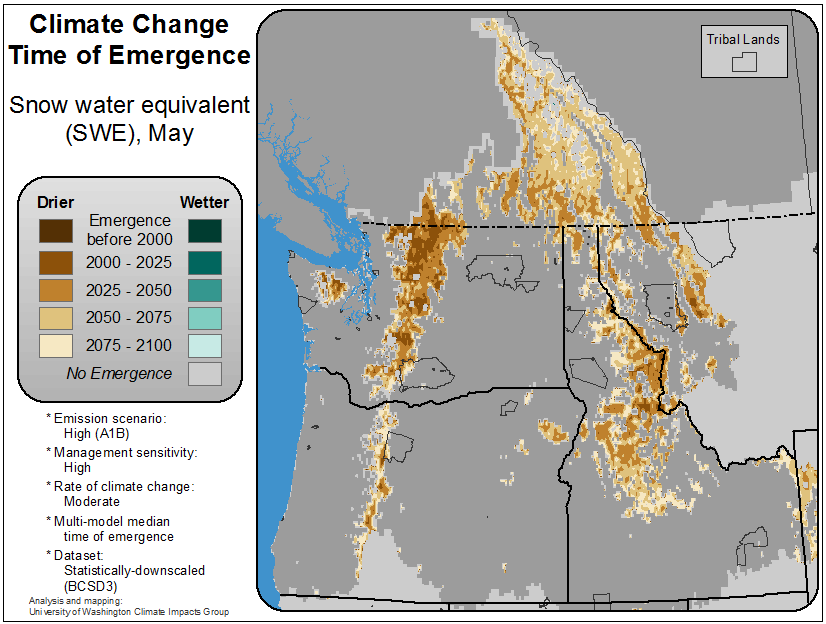 Climate Change
Time of Emergence
Snow water equivalent
(SWE), May
Drier
Wetter
Emergence
before 2000
2000 - 2025
2025 - 2050
2050 - 2075
2075 - 2100
No Emergence
* Emission scenario:
High (A1B)
* Management sensitivity:
High
* Rate of climate change:
Moderate
* Multi-model median
time of emergence
* Dataset:
Statistically-downscaled
(BCSD3)
Analysis and mapping:
University of Washington Climate Impacts Group
Tribal Lands